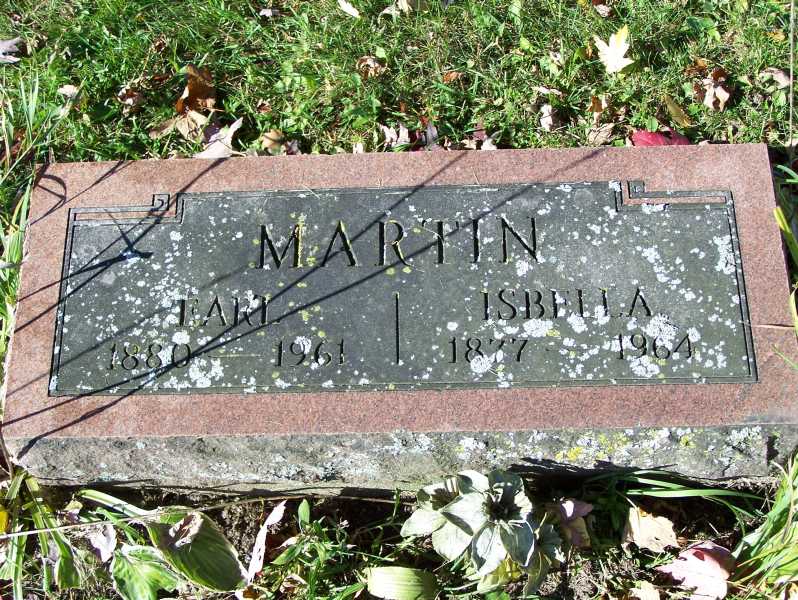 MARTIN
EARL ISBELLA
1880 — 1961 1877 — 1964